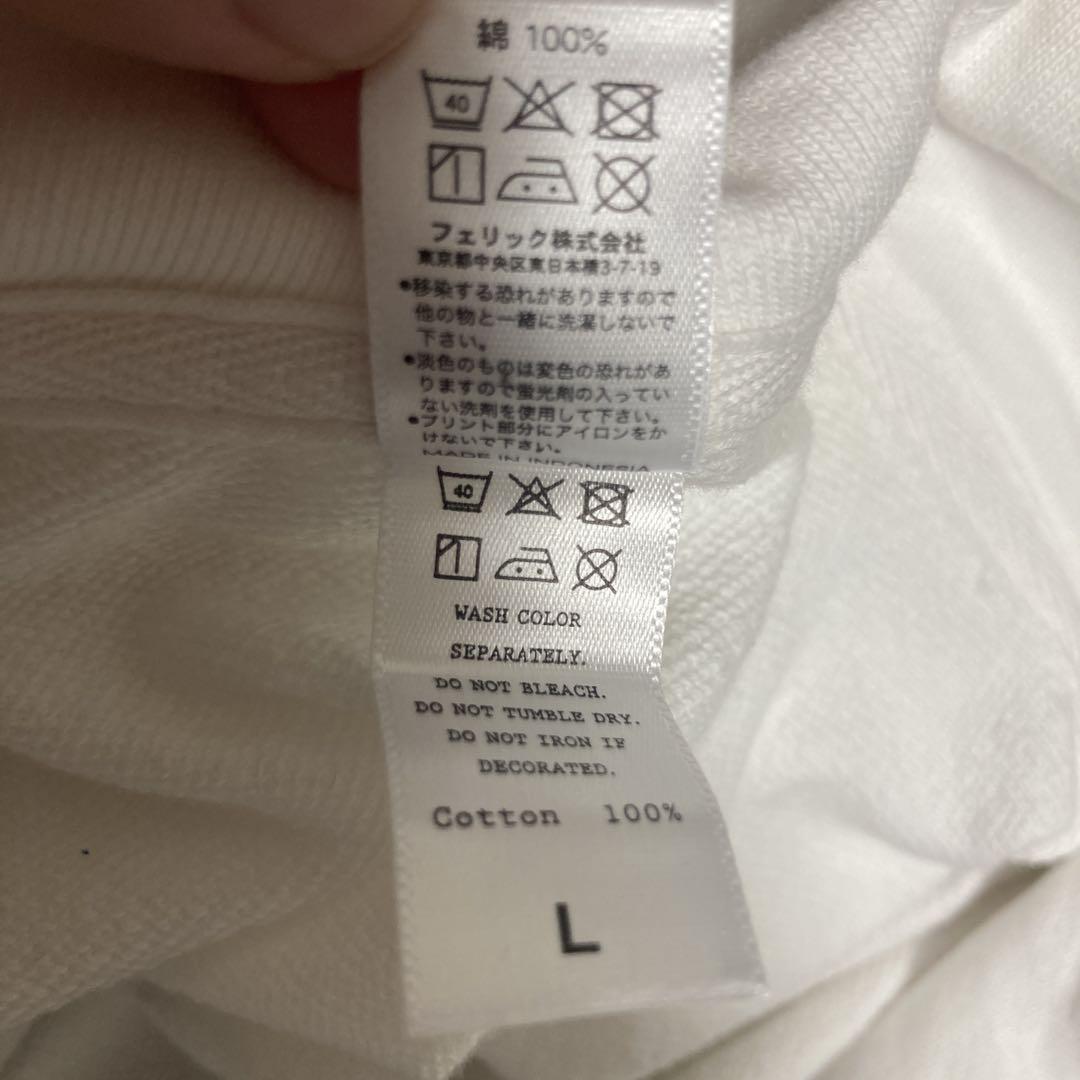 綿 100%
40
フェリック株式会社
東京都中央区東日本橋3-7-19
●移染する恐れがありますので
他の物と一緒に洗濯しないで
下さい。
●淡色のものは変色の恐れがあ
りますので蛍光剤の入ってい
ない洗剤を使用して下さい。
●プリント部分にアイロンをか
けないで下さい。
MADE IN INDONESIA
40
WASH COLOR
SEPARATELY.
DO NOT BLEACH.
DO NOT TUMBLE DRY.
DO NOT IRON IF
DECORATED.
Cotton 100%
L